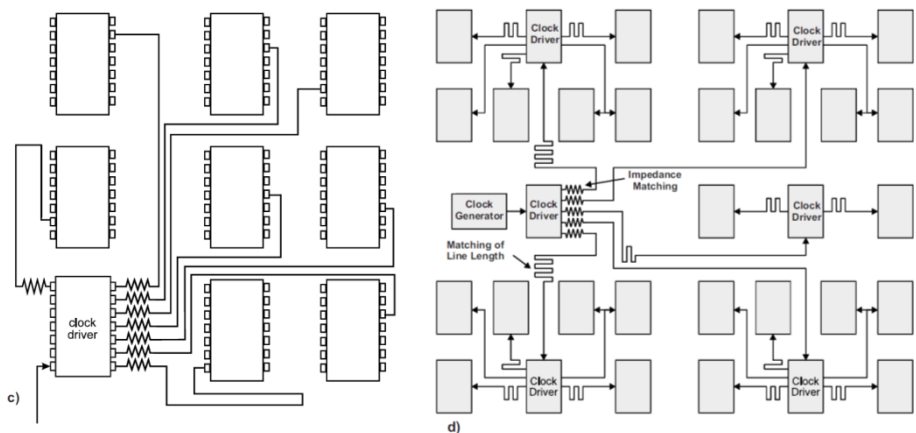 clock
driver
c)
Clock
Driver
Clock
Driver
Impedance
Matching
Clock
Generator
Clock
Driver
Clock
Driver
Matching of
Line Length
Clock
Driver
Clock
Driver
d)